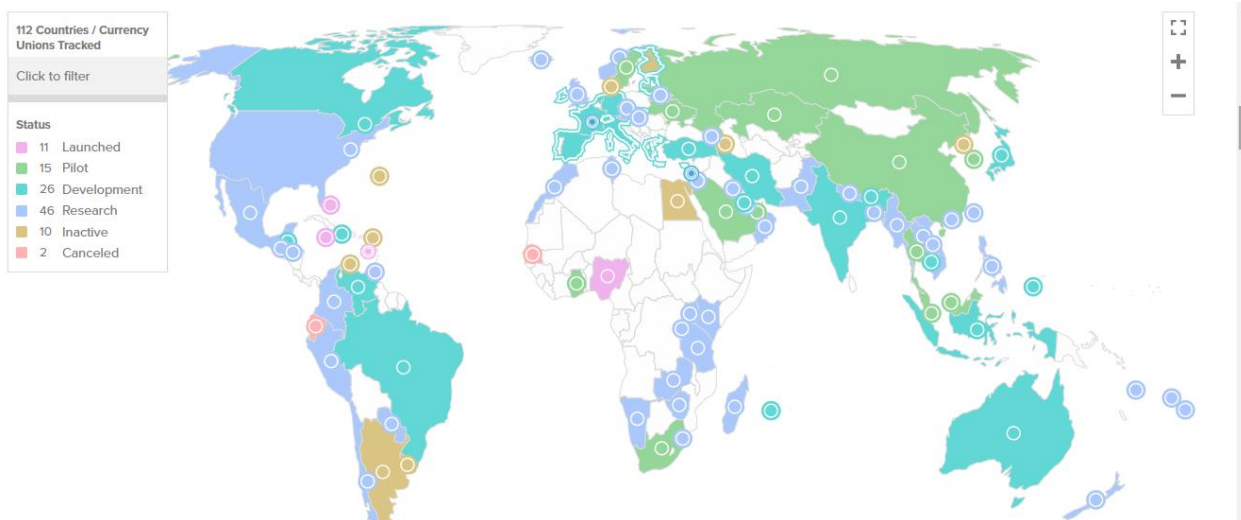 112 Countries / Currency
Unions Tracked
Click to filter
Status
11 Launched
15 Pilot
26 Development
46 Research
10 Inactive
2 Canceled